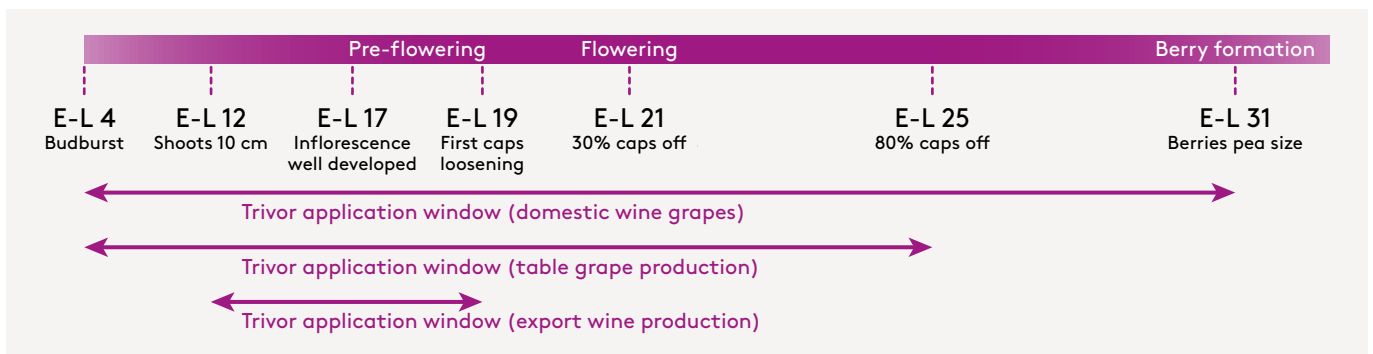 Pre-flowering Flowering Berry formation
E-L 4 E-L 12 E-L 17 E-L 19 E-L 21 E-L 25 E-L 31
Budburst Shoots 10 cm Inflorescence First caps 30% caps off 80% caps off Berries pea size
well developed loosening
Trivor application window (domestic wine grapes)
Trivor application window (table grape production)
Trivor application window (export wine production)